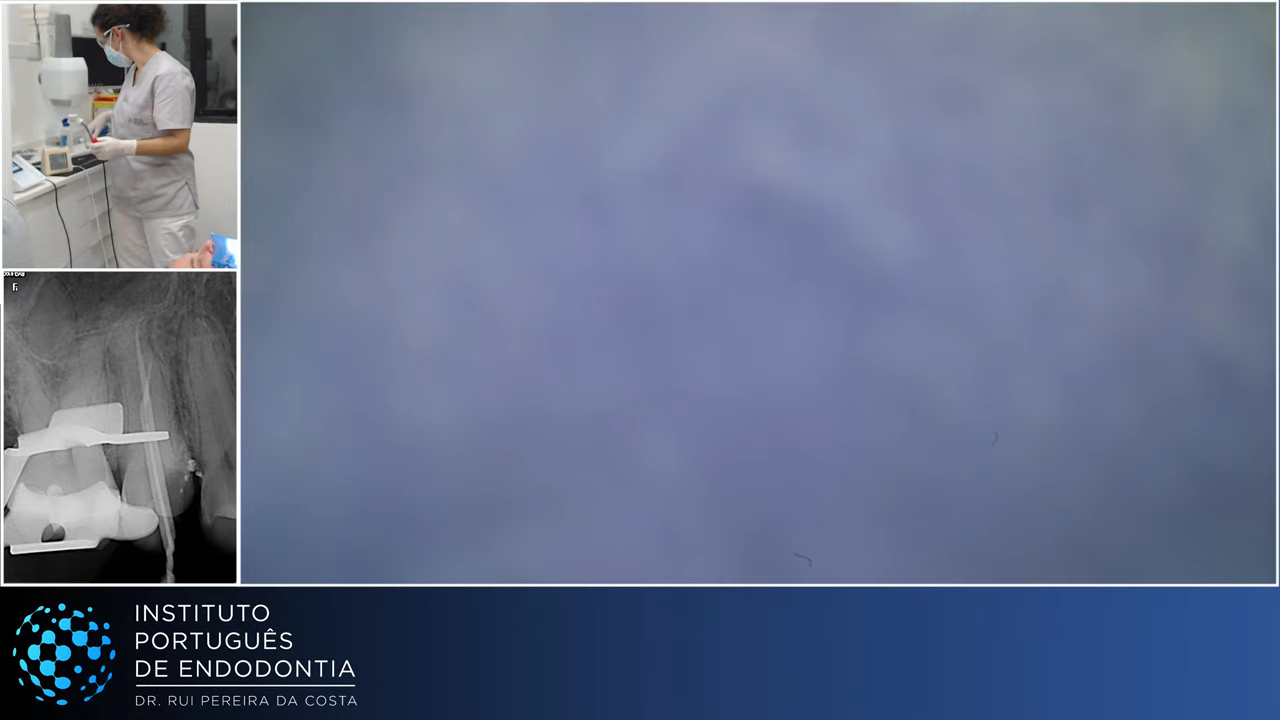 INSTITUTO
PORTUGUÊS
DE ENDODONTIA
DR. RUI PEREIRA DA COSTA